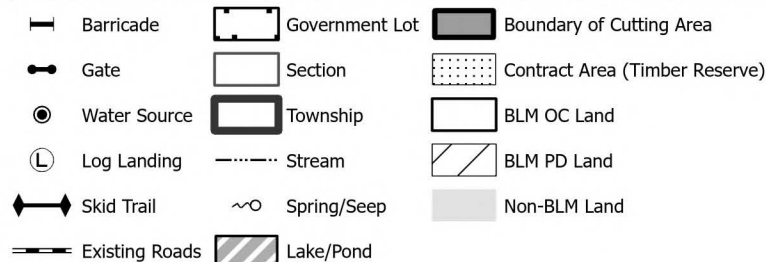 Barricade
Gate
Water Source
L Log Landing
Skid Trail
Existing Roads
Government Lot
Section
Township
Stream
Spring/Seep
Lake/Pond
Boundary of Cutting Area
Contract Area (Timber Reserve)
BLM OC Land
BLM PD Land
Non-BLM Land